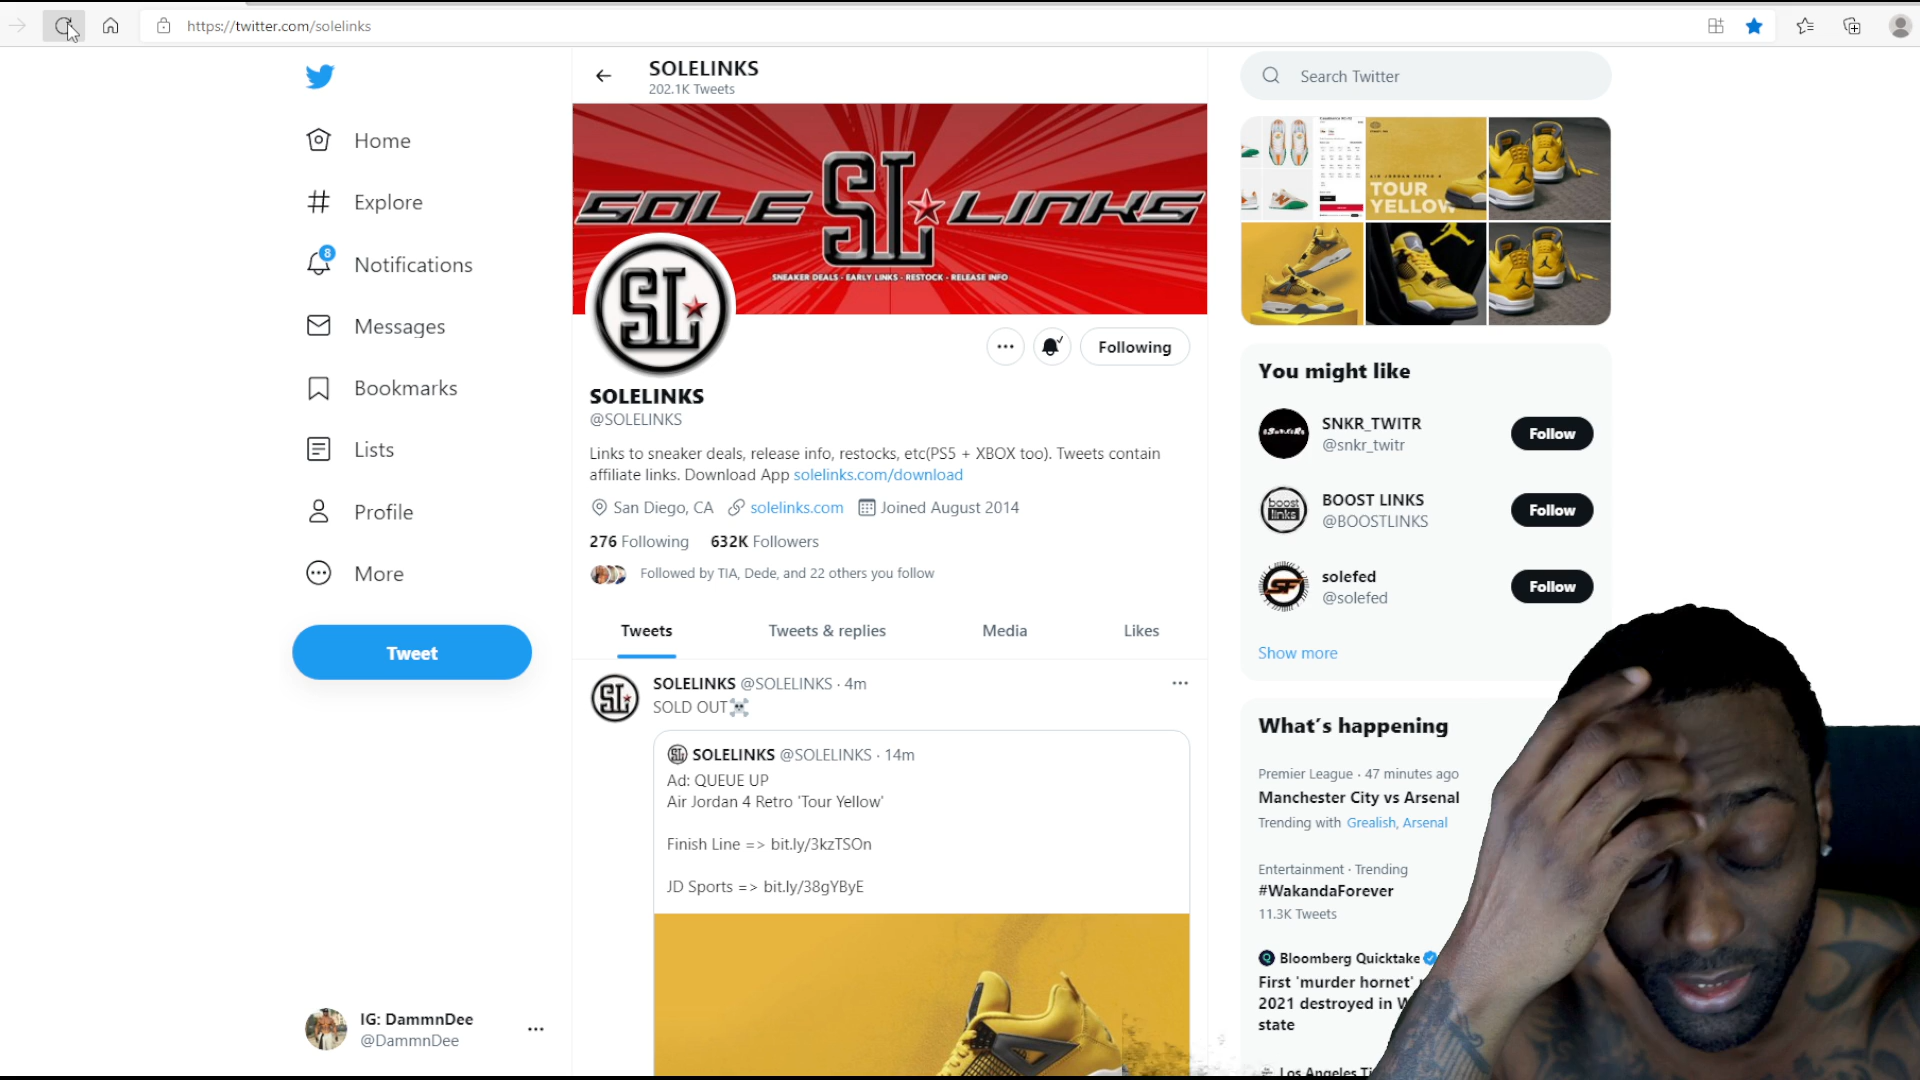 https://twitter.com/solelinks
SOLELINKS
202.1K Tweets
Search Twitter
Home
Explore
8
Notifications
Messages
Bookmarks
Lists
Profile
More
Tweet
IG: DammnDee
@DammnDee
SOLE SL LINKS
SNEAKER DEALS - EARLY LINKS - RESTOCK - RELEASE INFO
SL
Following
SOLELINKS
@SOLELINKS
Links to sneaker deals, release info, restocks, etc(PS5 + XBOX too). Tweets contain
affiliate links. Download App solelinks.com/download
San Diego, CA solelinks.com Joined August 2014
276 Following 632K Followers
Followed by TIA, Dede, and 22 others you follow
Tweets Tweets & replies Media Likes
SOLELINKS @SOLELINKS · 4m
SOLD OUT☠️
SOLELINKS @SOLELINKS · 14m
Ad: QUEUE UP
Air Jordan 4 Retro 'Tour Yellow'
Finish Line => bit.ly/3kzTSOn
JD Sports => bit.ly/38gYByE
TOUR
YELLOW
You might like
SNKR_TWITR
@snkr_twitr
Follow
boost
links
BOOST LINKS
@BOOSTLINKS
Follow
SF
solefed
@solefed
Follow
Show more
What's happening
Premier League · 47 minutes ago
Manchester City vs Arsenal
Trending with Grealish, Arsenal
Entertainment · Trending
#WakandaForever
11.3K Tweets
Bloomberg Quicktake
First 'murder hornet'
2021 destroyed in
state
Los Angeles